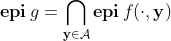 epi g = ⋂_{y∈𝒜} epi f(·, y)